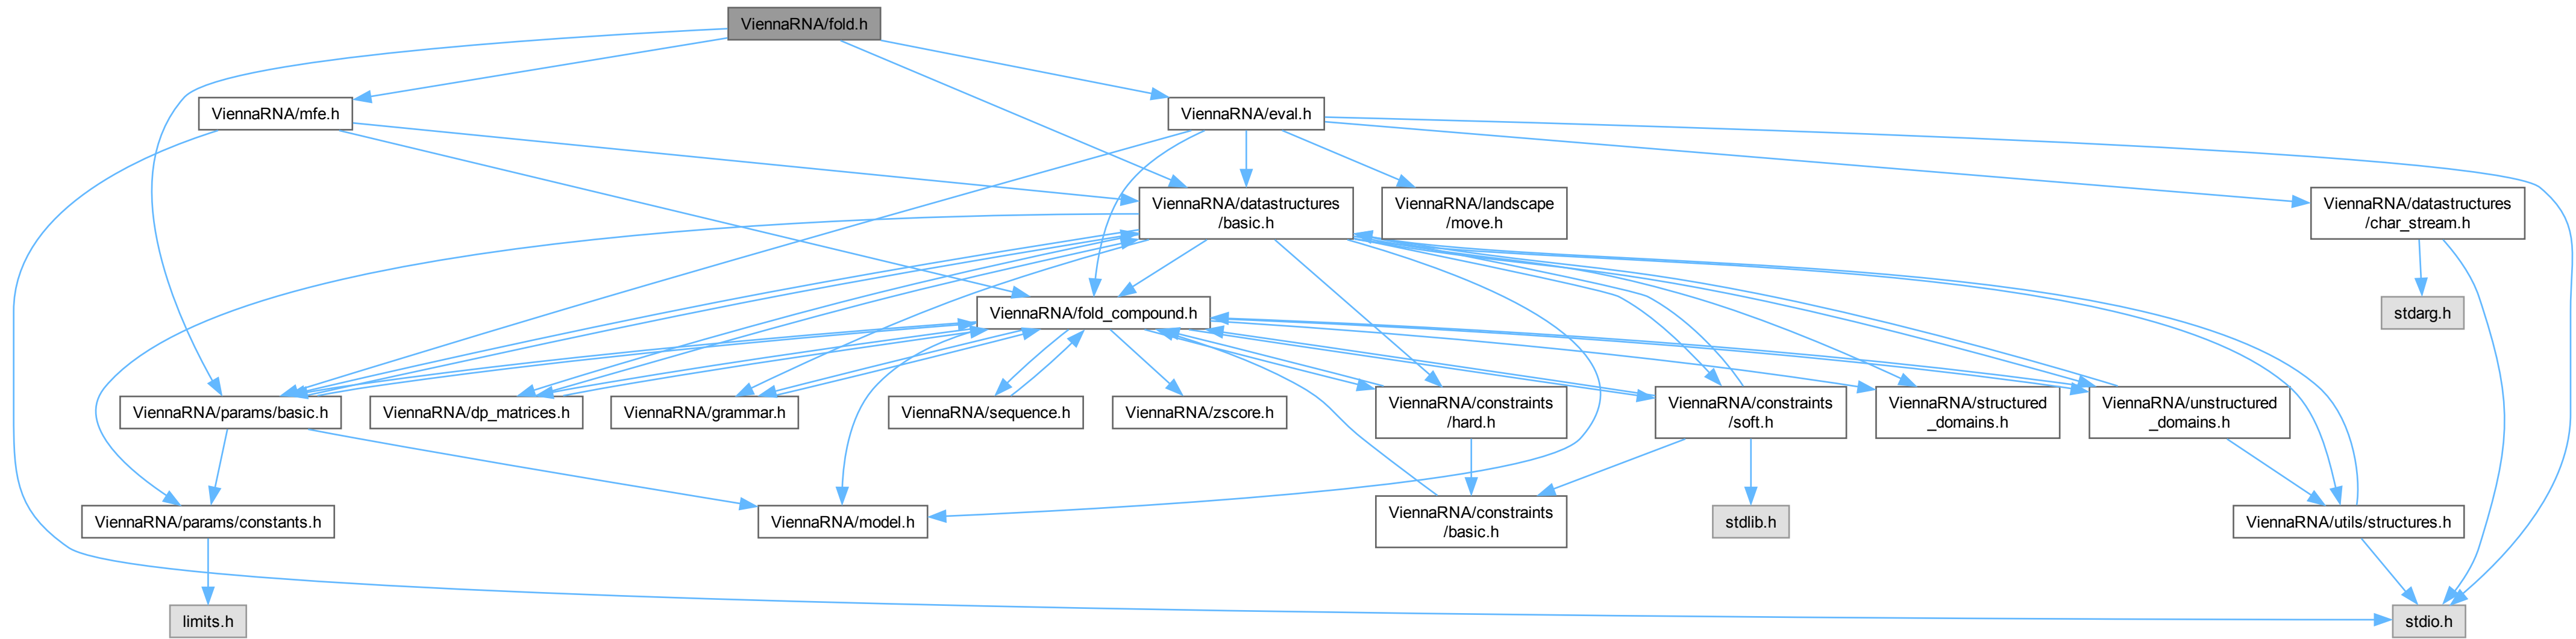 ViennaRNA/fold.h
ViennaRNA/mfe.h
ViennaRNA/eval.h
ViennaRNA/datastructures
/basic.h
ViennaRNA/landscape
/move.h
ViennaRNA/datastructures
/char_stream.h
ViennaRNA/fold_compound.h
stdarg.h
ViennaRNA/params/basic.h
ViennaRNA/dp_matrices.h
ViennaRNA/grammar.h
ViennaRNA/sequence.h
ViennaRNA/zscore.h
ViennaRNA/constraints
/hard.h
ViennaRNA/constraints
/soft.h
ViennaRNA/structured
_domains.h
ViennaRNA/unstructured
_domains.h
ViennaRNA/params/constants.h
ViennaRNA/model.h
ViennaRNA/constraints
/basic.h
stdlib.h
ViennaRNA/utils/structures.h
limits.h
stdio.h